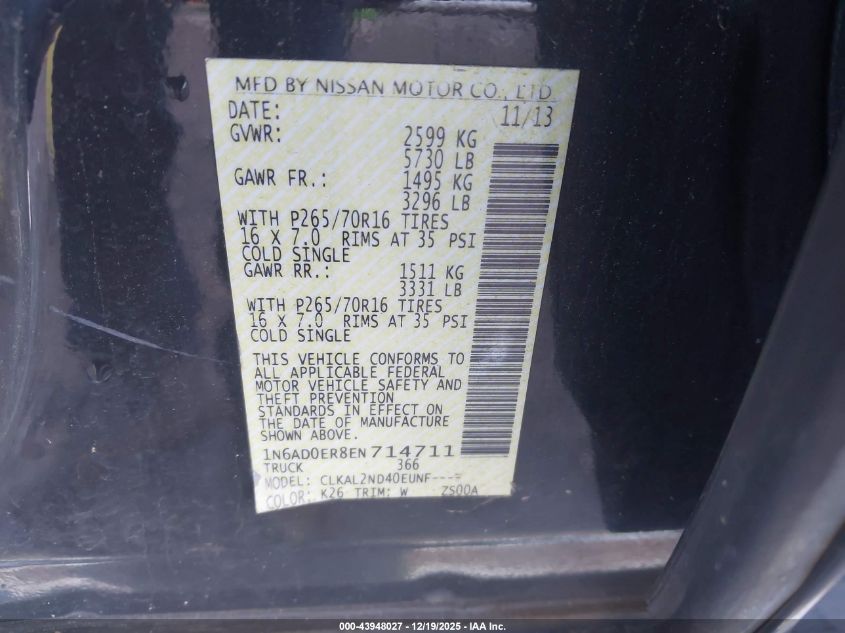 MFD BY NISSAN MOTOR CO., LTD.
DATE: 11/13
GVWR: 2599 KG
5730 LB
GAWR FR.: 1495 KG
3296 LB
WITH P265/70R16 TIRES
16 X 7.0 RIMS AT 35 PSI
COLD SINGLE
GAWR RR.: 1511 KG
3331 LB
WITH P265/70R16 TIRES
16 X 7.0 RIMS AT 35 PSI
COLD SINGLE
THIS VEHICLE CONFORMS TO
ALL APPLICABLE FEDERAL
MOTOR VEHICLE SAFETY AND
THEFT PREVENTION
STANDARDS IN EFFECT ON
THE DATE OF MANUFACTURE
SHOWN ABOVE.
1N6AD0ER8EN714711
TRUCK 366
MODEL: CLKAL2ND40EUNF----
COLOR: K26 TRIM: W ZS00A
000-43948027 - 12/19/2025 - IAA Inc.